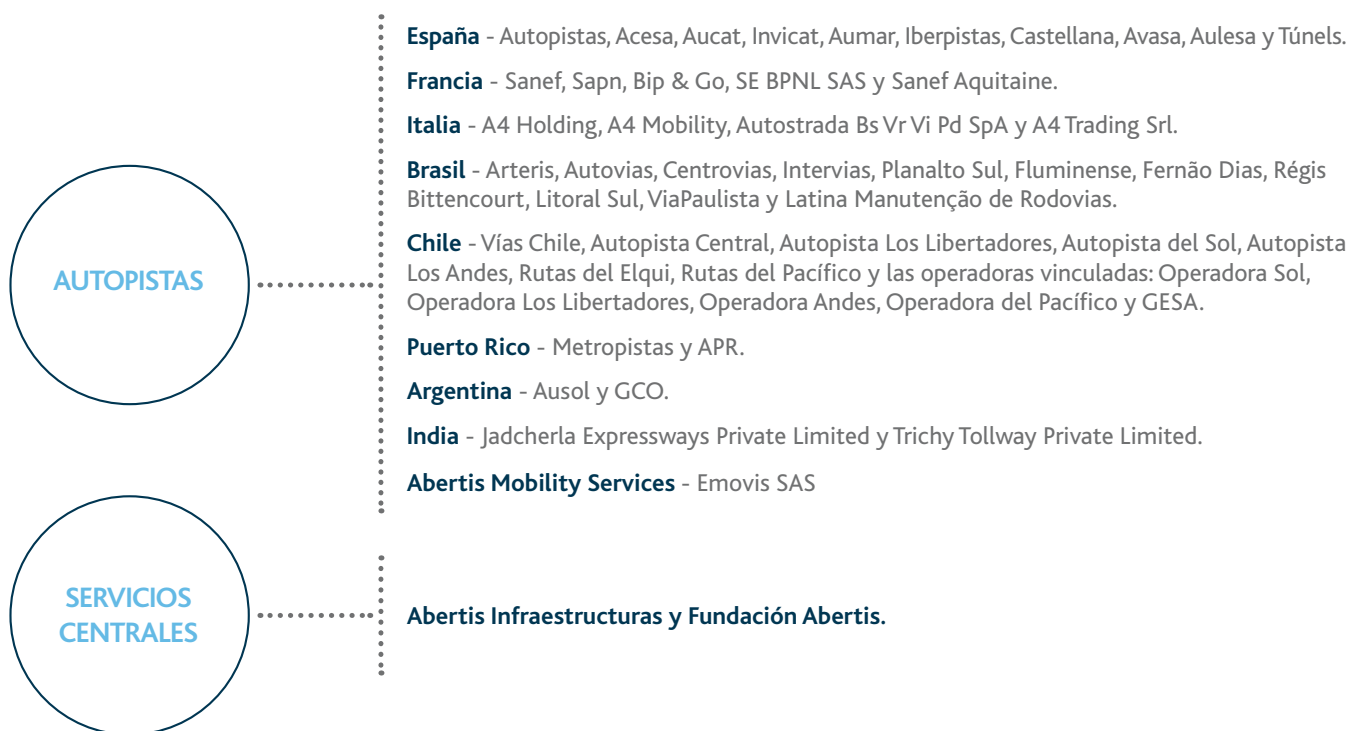 AUTOPISTAS
España - Autopistas, Acesa, Aucat, Invicat, Aumar, Iberpistas, Castellana, Avasa, Aulesa y Túnels.
Francia - Sanef, Sapn, Bip & Go, SE BPNL SAS y Sanef Aquitaine.
Italia - A4 Holding, A4 Mobility, Autostrada Bs Vr Vi Pd SpA y A4 Trading Srl.
Brasil - Arteris, Autovias, Centrovias, Intervias, Planalto Sul, Fluminense, Fernão Dias, Régis
Bittencourt, Litoral Sul, ViaPaulista y Latina Manutenção de Rodovias.
Chile - Vías Chile, Autopista Central, Autopista Los Libertadores, Autopista del Sol, Autopista
Los Andes, Rutas del Elqui, Rutas del Pacífico y las operadoras vinculadas: Operadora Sol,
Operadora Los Libertadores, Operadora Andes, Operadora del Pacífico y GESA.
Puerto Rico - Metropistas y APR.
Argentina - Ausol y GCO.
India - Jadcherla Expressways Private Limited y Trichy Tollway Private Limited.
Abertis Mobility Services - Emovis SAS
SERVICIOS
CENTRALES
Abertis Infraestructuras y Fundación Abertis.